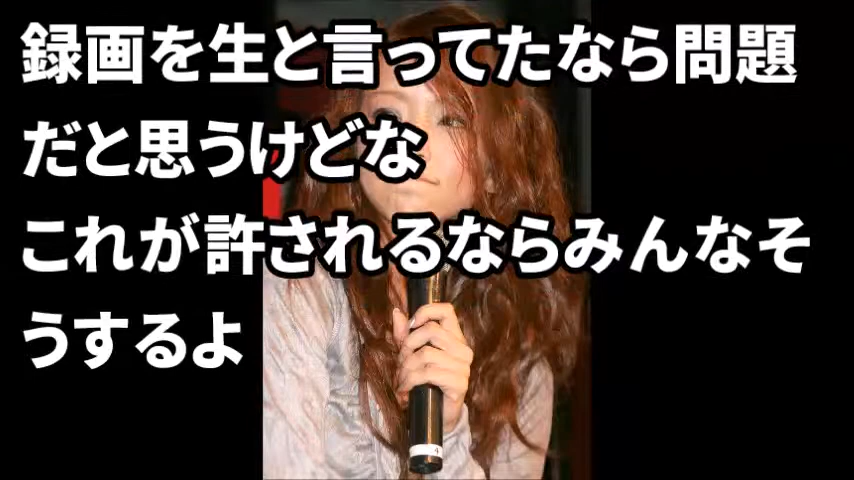 録画を生と言ってたなら問題
だと思うけどな
これが許されるならみんなそ
うするよ